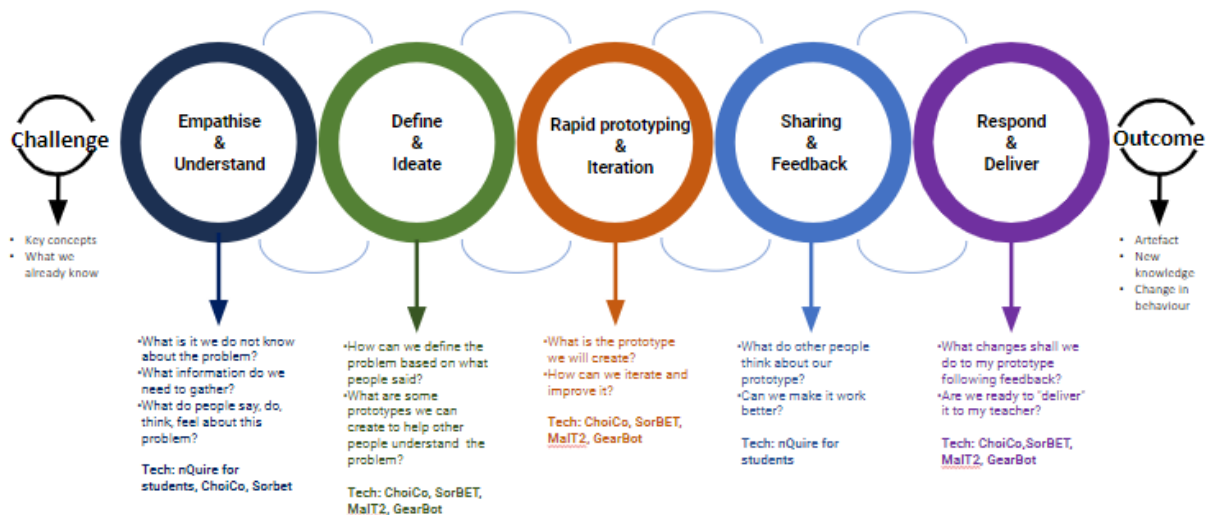 Challenge
• Key concepts
• What we
already know
Empathise
&
Understand
•What is it we do not know
about the problem?
•What information do we
need to gather?
•What do people say, do,
think, feel about this
problem?
Tech: nQuire for
students, ChoiCo, Sorbet
Define
&
Ideate
•How can we define the
problem based on what
people said?
•What are some
prototypes we can
create to help other
people understand the
problem?
Tech: ChoiCo, SorBET,
MaIT2, GearBot
Rapid prototyping
&
Iteration
•What is the prototype
we will create?
•How can we iterate and
improve it?
Tech: ChoiCo, SorBET,
MaIT2, GearBot
Sharing
&
Feedback
•What do other people
think about our
prototype?
•Can we make it work
better?
Tech: nQuire for
students
Respond
&
Deliver
•What changes shall we
do to my prototype
following feedback?
•Are we ready to "deliver"
it to my teacher?
Tech: ChoiCo,SorBET,
MaIT2, GearBot
Outcome
• Artefact
• New
knowledge
• Change in
behaviour